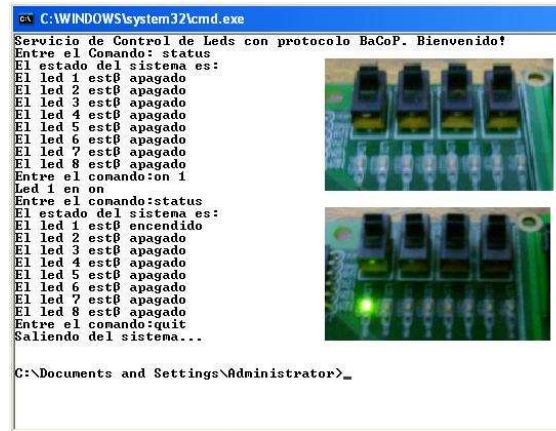 C:\WINDOWS\system32\cmd.exe
Servicio de Control de Leds con protocolo BaCoP. Bienvenido!
Entre el Comando: status
El estado del sistema es:
El led 1 estβ apagado
El led 2 estβ apagado
El led 3 estβ apagado
El led 4 estβ apagado
El led 5 estβ apagado
El led 6 estβ apagado
El led 7 estβ apagado
El led 8 estβ apagado
Entre el comando:on 1
Led 1 en on
Entre el comando:status
El estado del sistema es:
El led 1 estβ encendido
El led 2 estβ apagado
El led 3 estβ apagado
El led 4 estβ apagado
El led 5 estβ apagado
El led 6 estβ apagado
El led 7 estβ apagado
El led 8 estβ apagado
Entre el comando:quit
Saliendo del sistema...
C:\Documents and Settings\Administrator>_